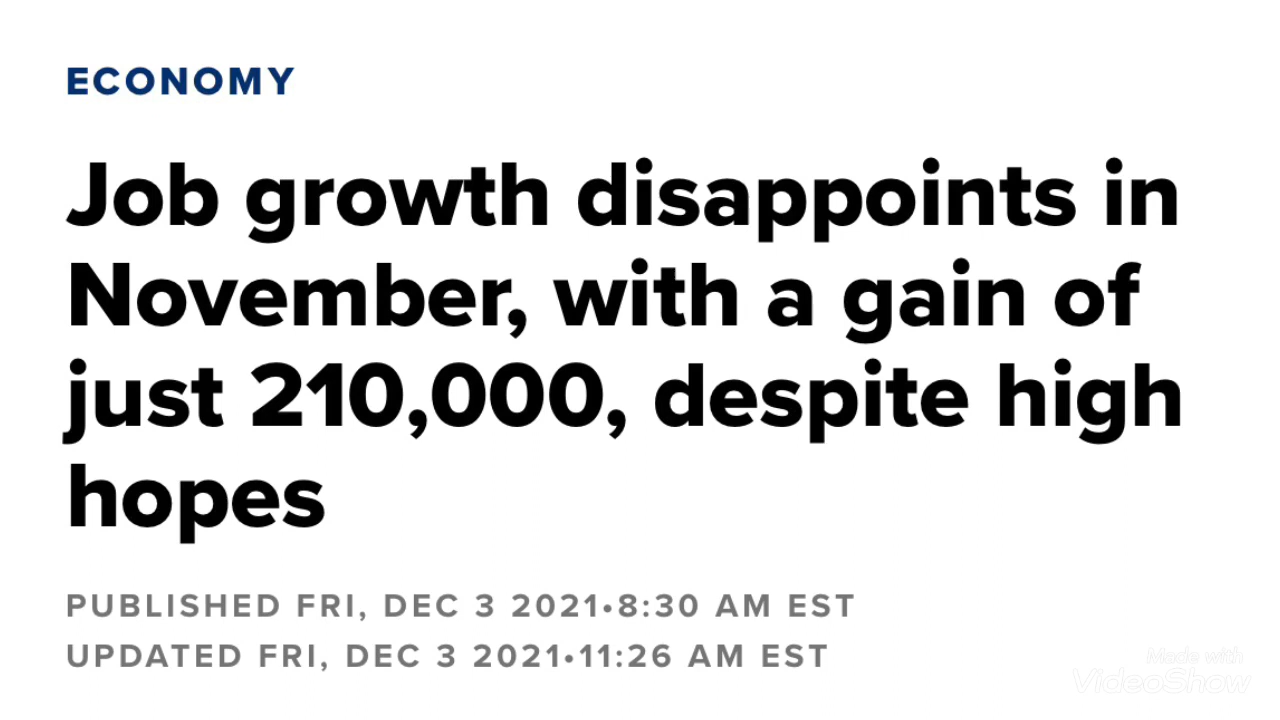 ECONOMY
Job growth disappoints in
November, with a gain of
just 210,000, despite high
hopes
PUBLISHED FRI, DEC 3 2021•8:30 AM EST
UPDATED FRI, DEC 3 2021•11:26 AM EST
Made with
VideoShow